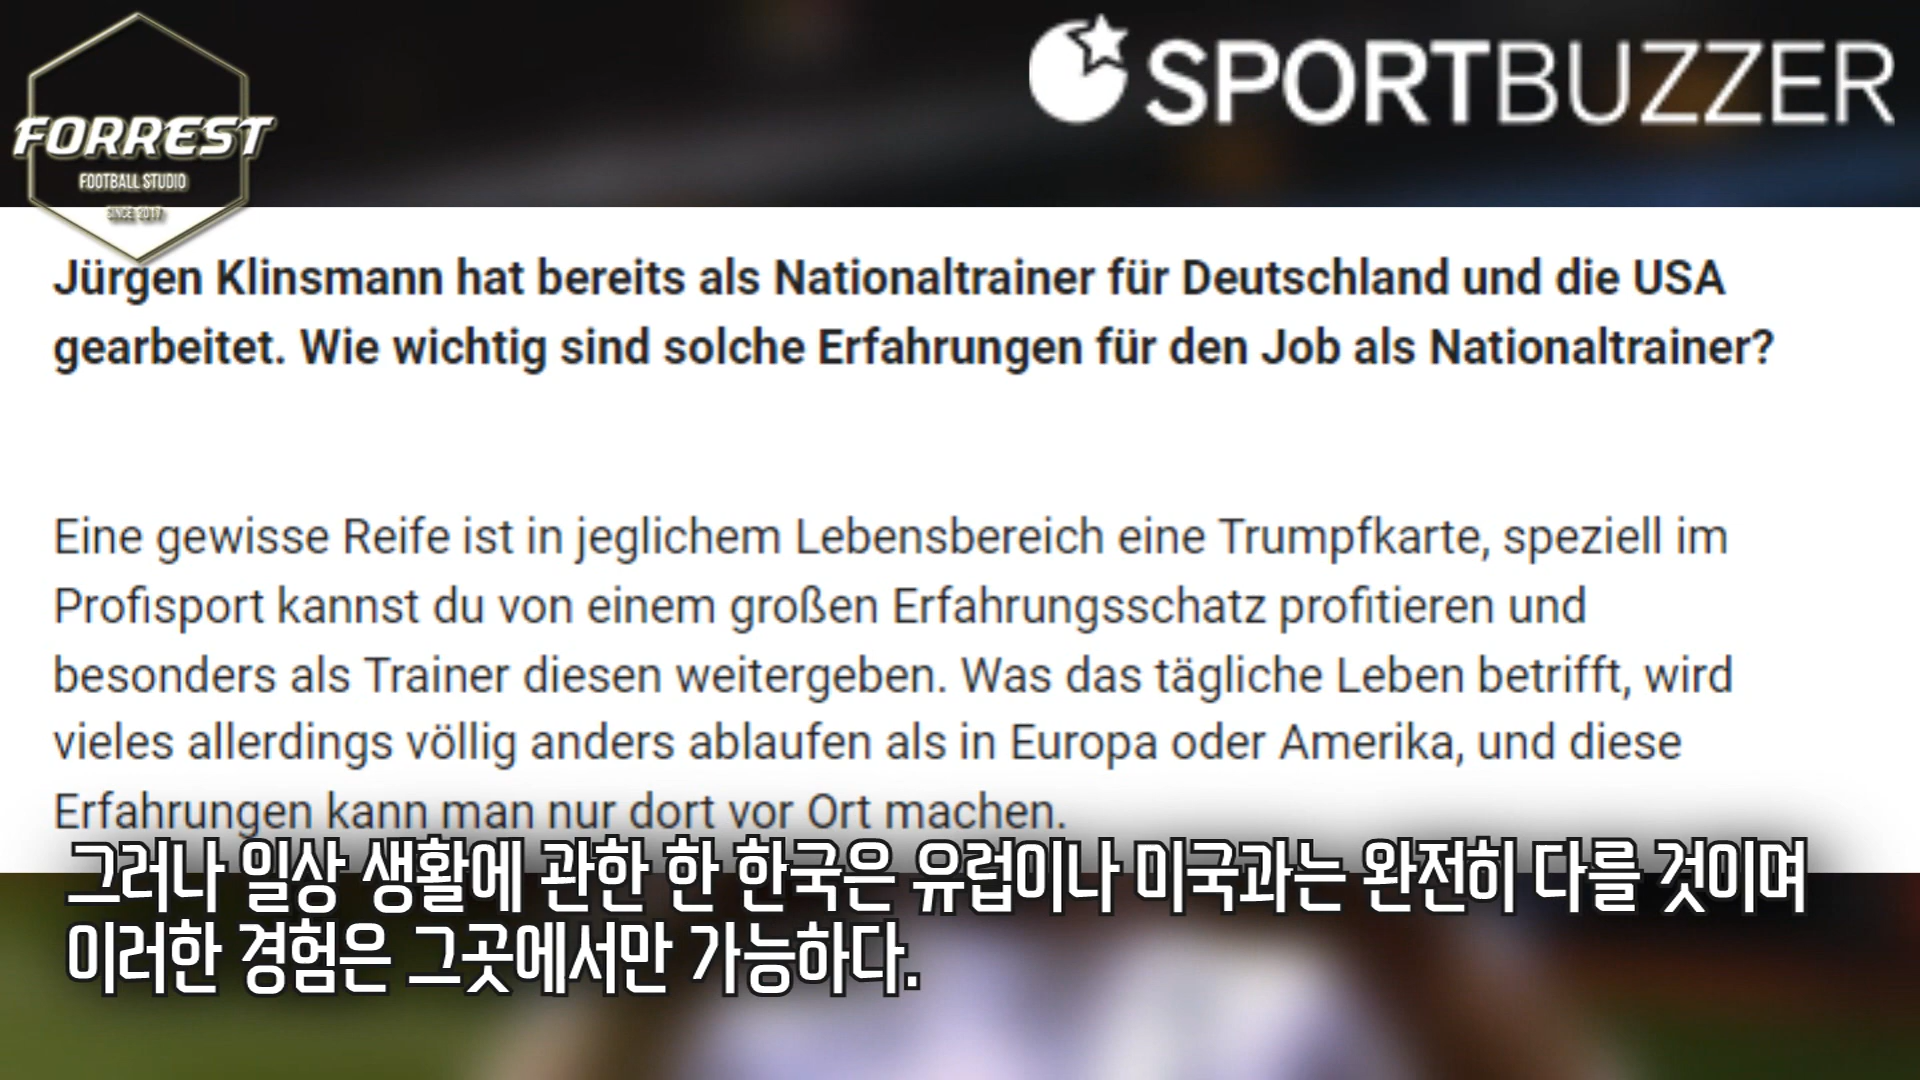 FORREST
FOOTBALL STUDIO
SINCE 2017
SPORTBUZZER
Jürgen Klinsmann hat bereits als Nationaltrainer für Deutschland und die USA
gearbeitet. Wie wichtig sind solche Erfahrungen für den Job als Nationaltrainer?
Eine gewisse Reife ist in jeglichem Lebensbereich eine Trumpfkarte, speziell im
Profisport kannst du von einem großen Erfahrungsschatz profitieren und
besonders als Trainer diesen weitergeben. Was das tägliche Leben betrifft, wird
vieles allerdings völlig anders ablaufen als in Europa oder Amerika, und diese
Erfahrungen kann man nur dort vor Ort machen.
그러나 일상 생활에 관한 한 한국은 유럽이나 미국과는 완전히 다를 것이며
이러한 경험은 그곳에서만 가능하다.